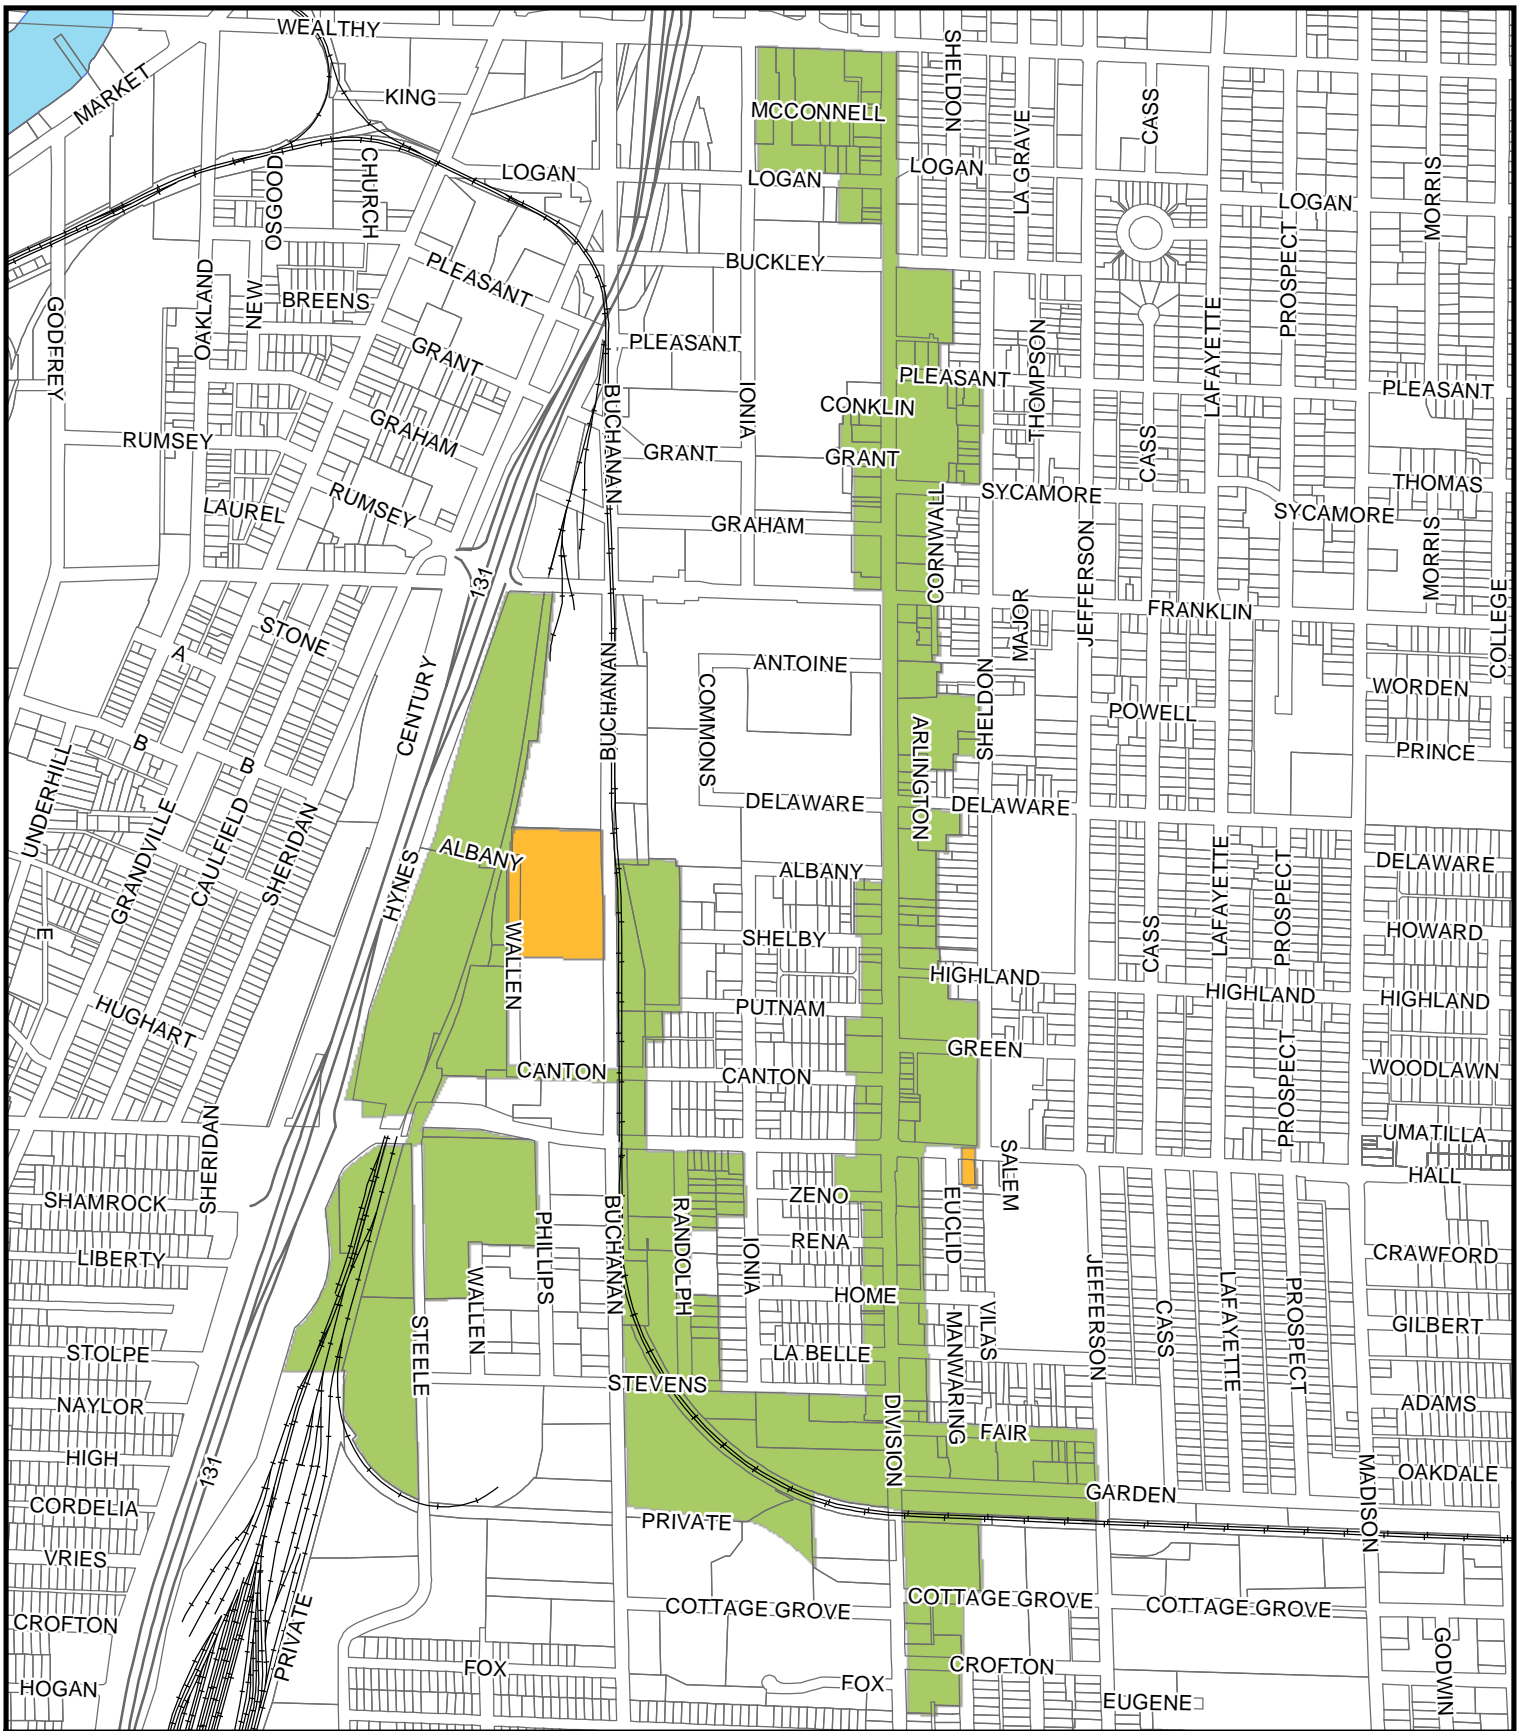 WEALTHY
SHELDON
MARKET
KING
MCCONNELL
CASS
LA GRAVE
OSGOOD
CHURCH
LOGAN
LOGAN
LOGAN
LOGAN
MORRIS
BUCKLEY
PLEASANT
PROSPECT
OAKLAND
NEW
BREENS
GODFREY
GRANT
PLEASANT
THOMPSON
LAFAYETTE
PLEASANT
PLEASANT
BUCHANAN
IONIA
CONKLIN
RUMSEY
GRAHAM
GRANT
GRANT
CASS
THOMAS
LAUREL
RUMSEY
GRAHAM
SYCAMORE
SYCAMORE
CORNWALL
JEFFERSON
MORRIS
131
MAJOR
FRANKLIN
COLLEGE
STONE
A
ANTOINE
BUCHANAN
COMMONS
CENTURY
SHELDON
WORDEN
POWELL
B
B
ARLINGTON
PRINCE
UNDERHILL
GRANDVILLE
CAULFIELD
SHERIDAN
DELAWARE
DELAWARE
ALBANY
HYNES
ALBANY
LAFAYETTE
PROSPECT
DELAWARE
E
WALLEN
SHELBY
CASS
HOWARD
HIGHLAND
HIGHLAND
HIGHLAND
HUGHART
PUTNAM
GREEN
PROSPECT
CANTON
CANTON
WOODLAWN
SHERIDAN
UMATILLA
SALEM
HALL
SHAMROCK
ZENO
EUCLID
PHILLIPS
BUCHANAN
RANDOLPH
IONIA
RENA
LIBERTY
CRAWFORD
WALLEN
HOME
JEFFERSON
CASS
LAFAYETTE
PROSPECT
STEELE
VILAS
MANWARING
GILBERT
STOLPE
LA BELLE
STEVENS
NAYLOR
DIVISION
FAIR
ADAMS
HIGH
131
OAKDALE
CORDELIA
GARDEN
MADISON
PRIVATE
VRIES
COTTAGE GROVE
COTTAGE GROVE
COTTAGE GROVE
CROFTON
PRIVATE
FOX
CROFTON
FOX
GODWIN
HOGAN
EUGENE